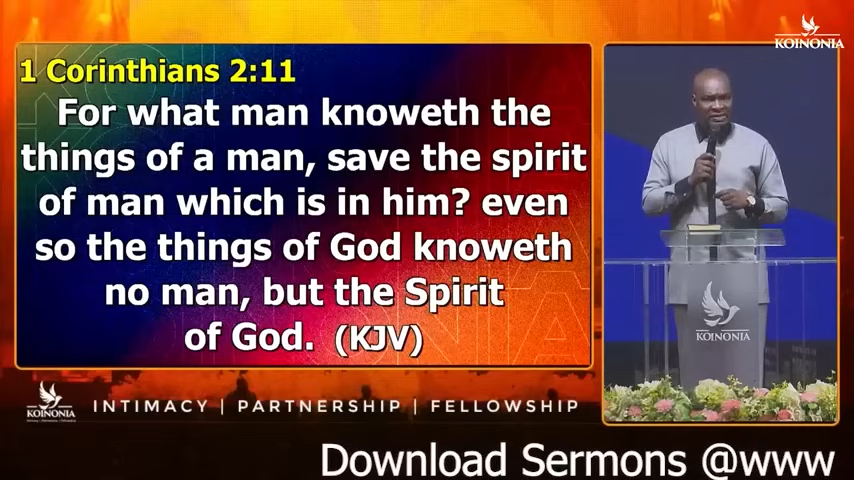 1 Corinthians 2:11
For what man knoweth the
things of a man, save the spirit
of man which is in him? even
so the things of God knoweth
no man, but the Spirit
of God. (KJV)
KOINONIA
KOINONIA
KOINONIA
INTIMACY | PARTNERSHIP | FELLOWSHIP
Download Sermons @www